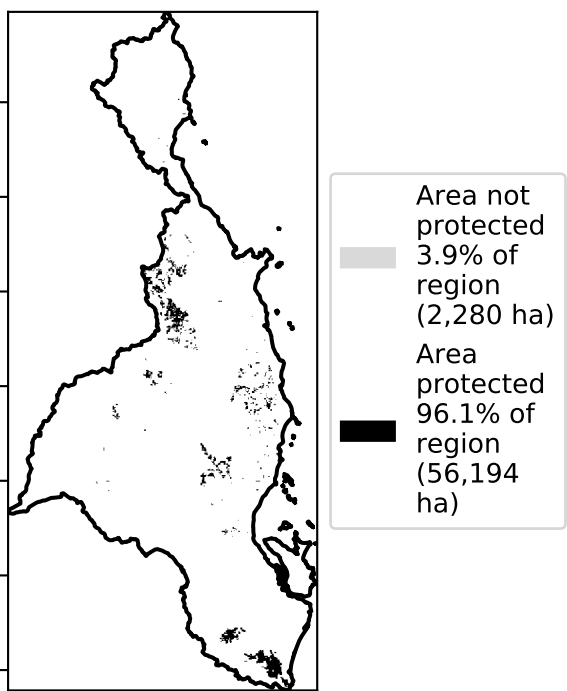 Area not
protected
3.9% of
region
(2,280 ha)
Area
protected
96.1% of
region
(56,194
ha)